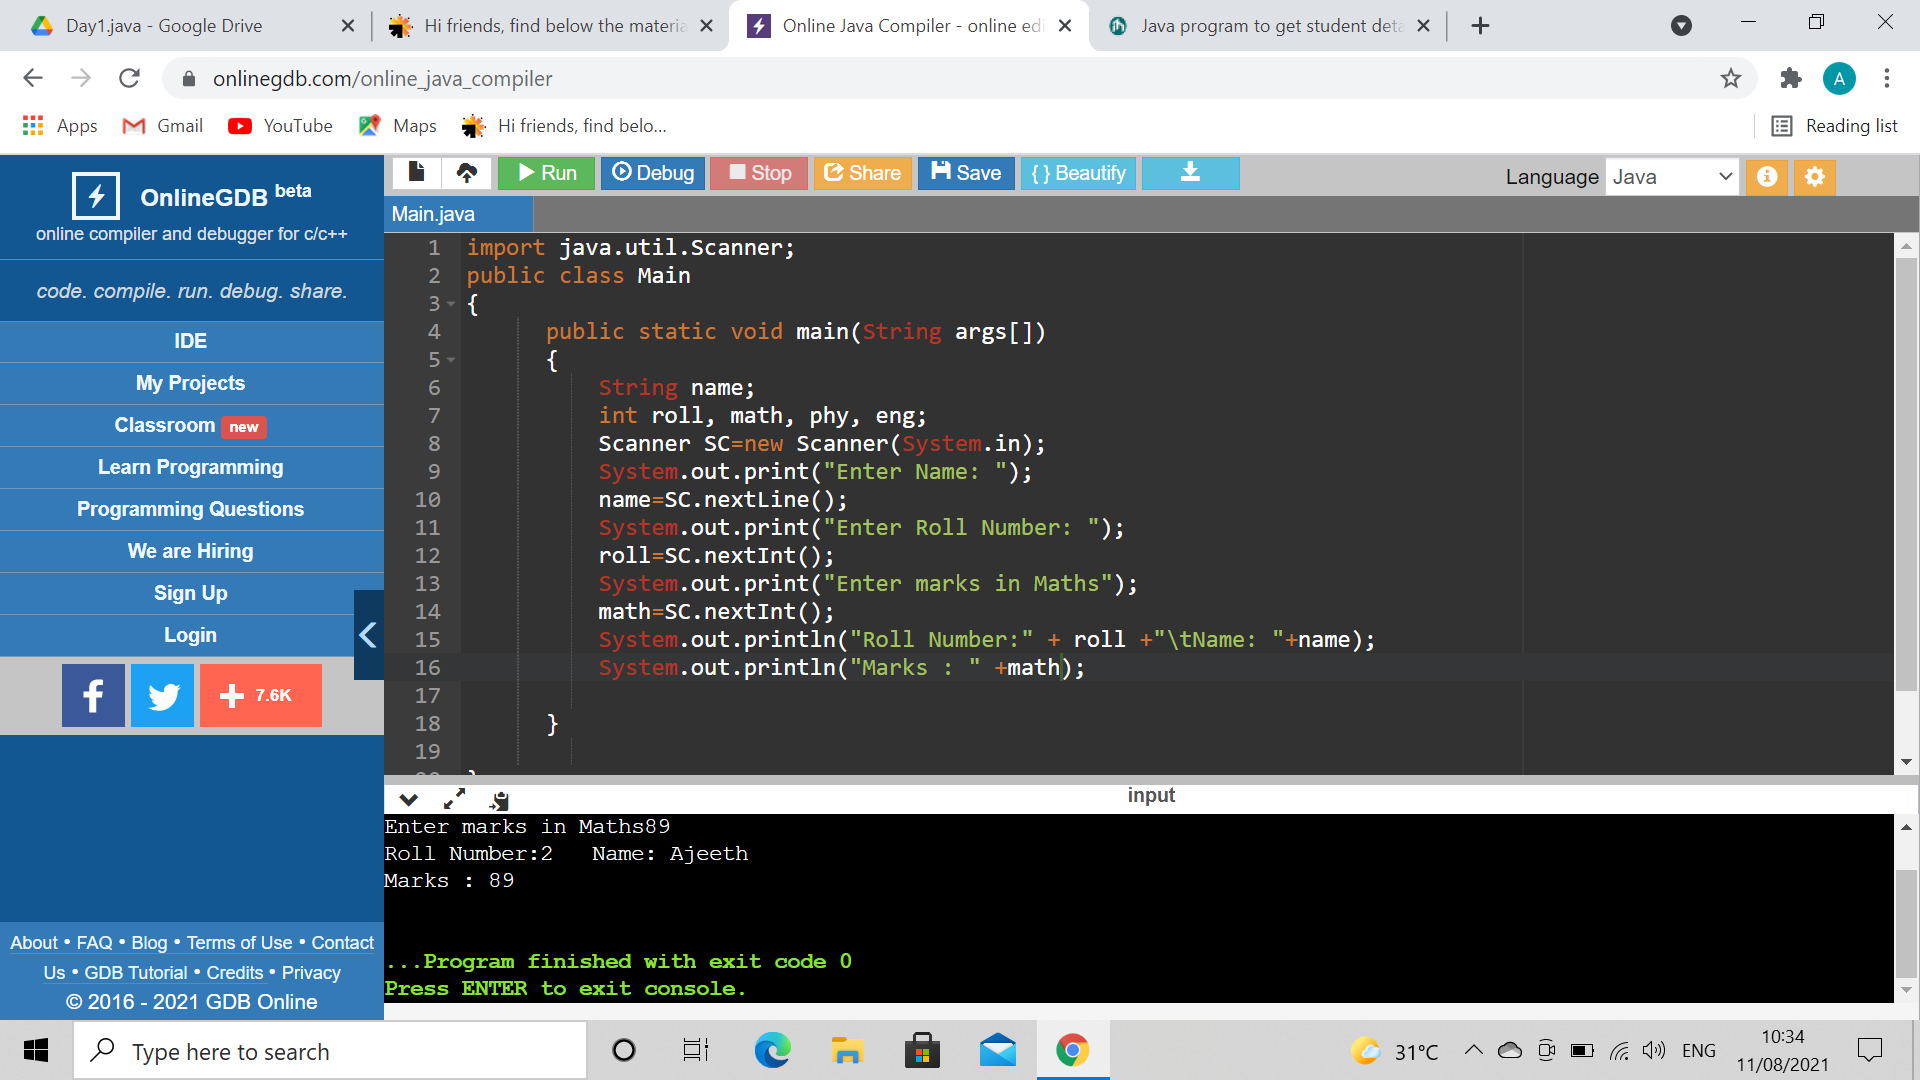 Day1.java - Google Drive
Hi friends, find below the materia
Online Java Compiler - online edi
Java program to get student deta
onlinegdb.com/online_java_compiler
A
Apps
Gmail
YouTube
Maps
Hi friends, find belo...
Reading list
OnlineGDB beta
online compiler and debugger for c/c++
code. compile. run. debug. share.
IDE
My Projects
Classroom new
Learn Programming
Programming Questions
We are Hiring
Sign Up
Login
f
+ 7.6K
About • FAQ • Blog • Terms of Use • Contact
Us • GDB Tutorial • Credits • Privacy
© 2016 - 2021 GDB Online
Run
Debug
Stop
Share
Save
{ } Beautify
Language Java
Main.java
1 import java.util.Scanner;
2 public class Main
3 {
4 public static void main(String args[])
5 {
6 String name;
7 int roll, math, phy, eng;
8 Scanner SC=new Scanner(System.in);
9 System.out.print("Enter Name: ");
10 name=SC.nextLine();
11 System.out.print("Enter Roll Number: ");
12 roll=SC.nextInt();
13 System.out.print("Enter marks in Maths");
14 math=SC.nextInt();
15 System.out.println("Roll Number:" + roll +"\tName: "+name);
16 System.out.println("Marks : " +math);
17
18 }
19
input
Enter marks in Maths89
Roll Number:2 Name: Ajeeth
Marks : 89
...Program finished with exit code 0
Press ENTER to exit console.
Type here to search
31°C
ENG
10:34
11/08/2021